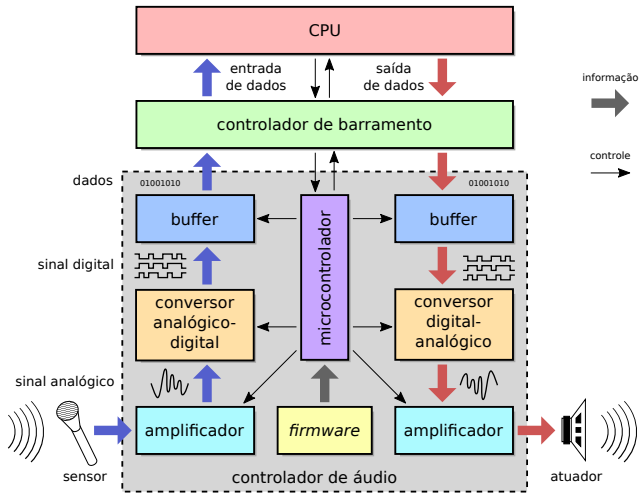 CPU
entrada
de dados
saída
de dados
informação
controlador de barramento
controle
dados
01001010
01001010
buffer
microcontrolador
buffer
sinal digital
conversor
analógico-
digital
conversor
digital-
analógico
sinal analógico
amplificador
firmware
amplificador
sensor
controlador de áudio
atuador